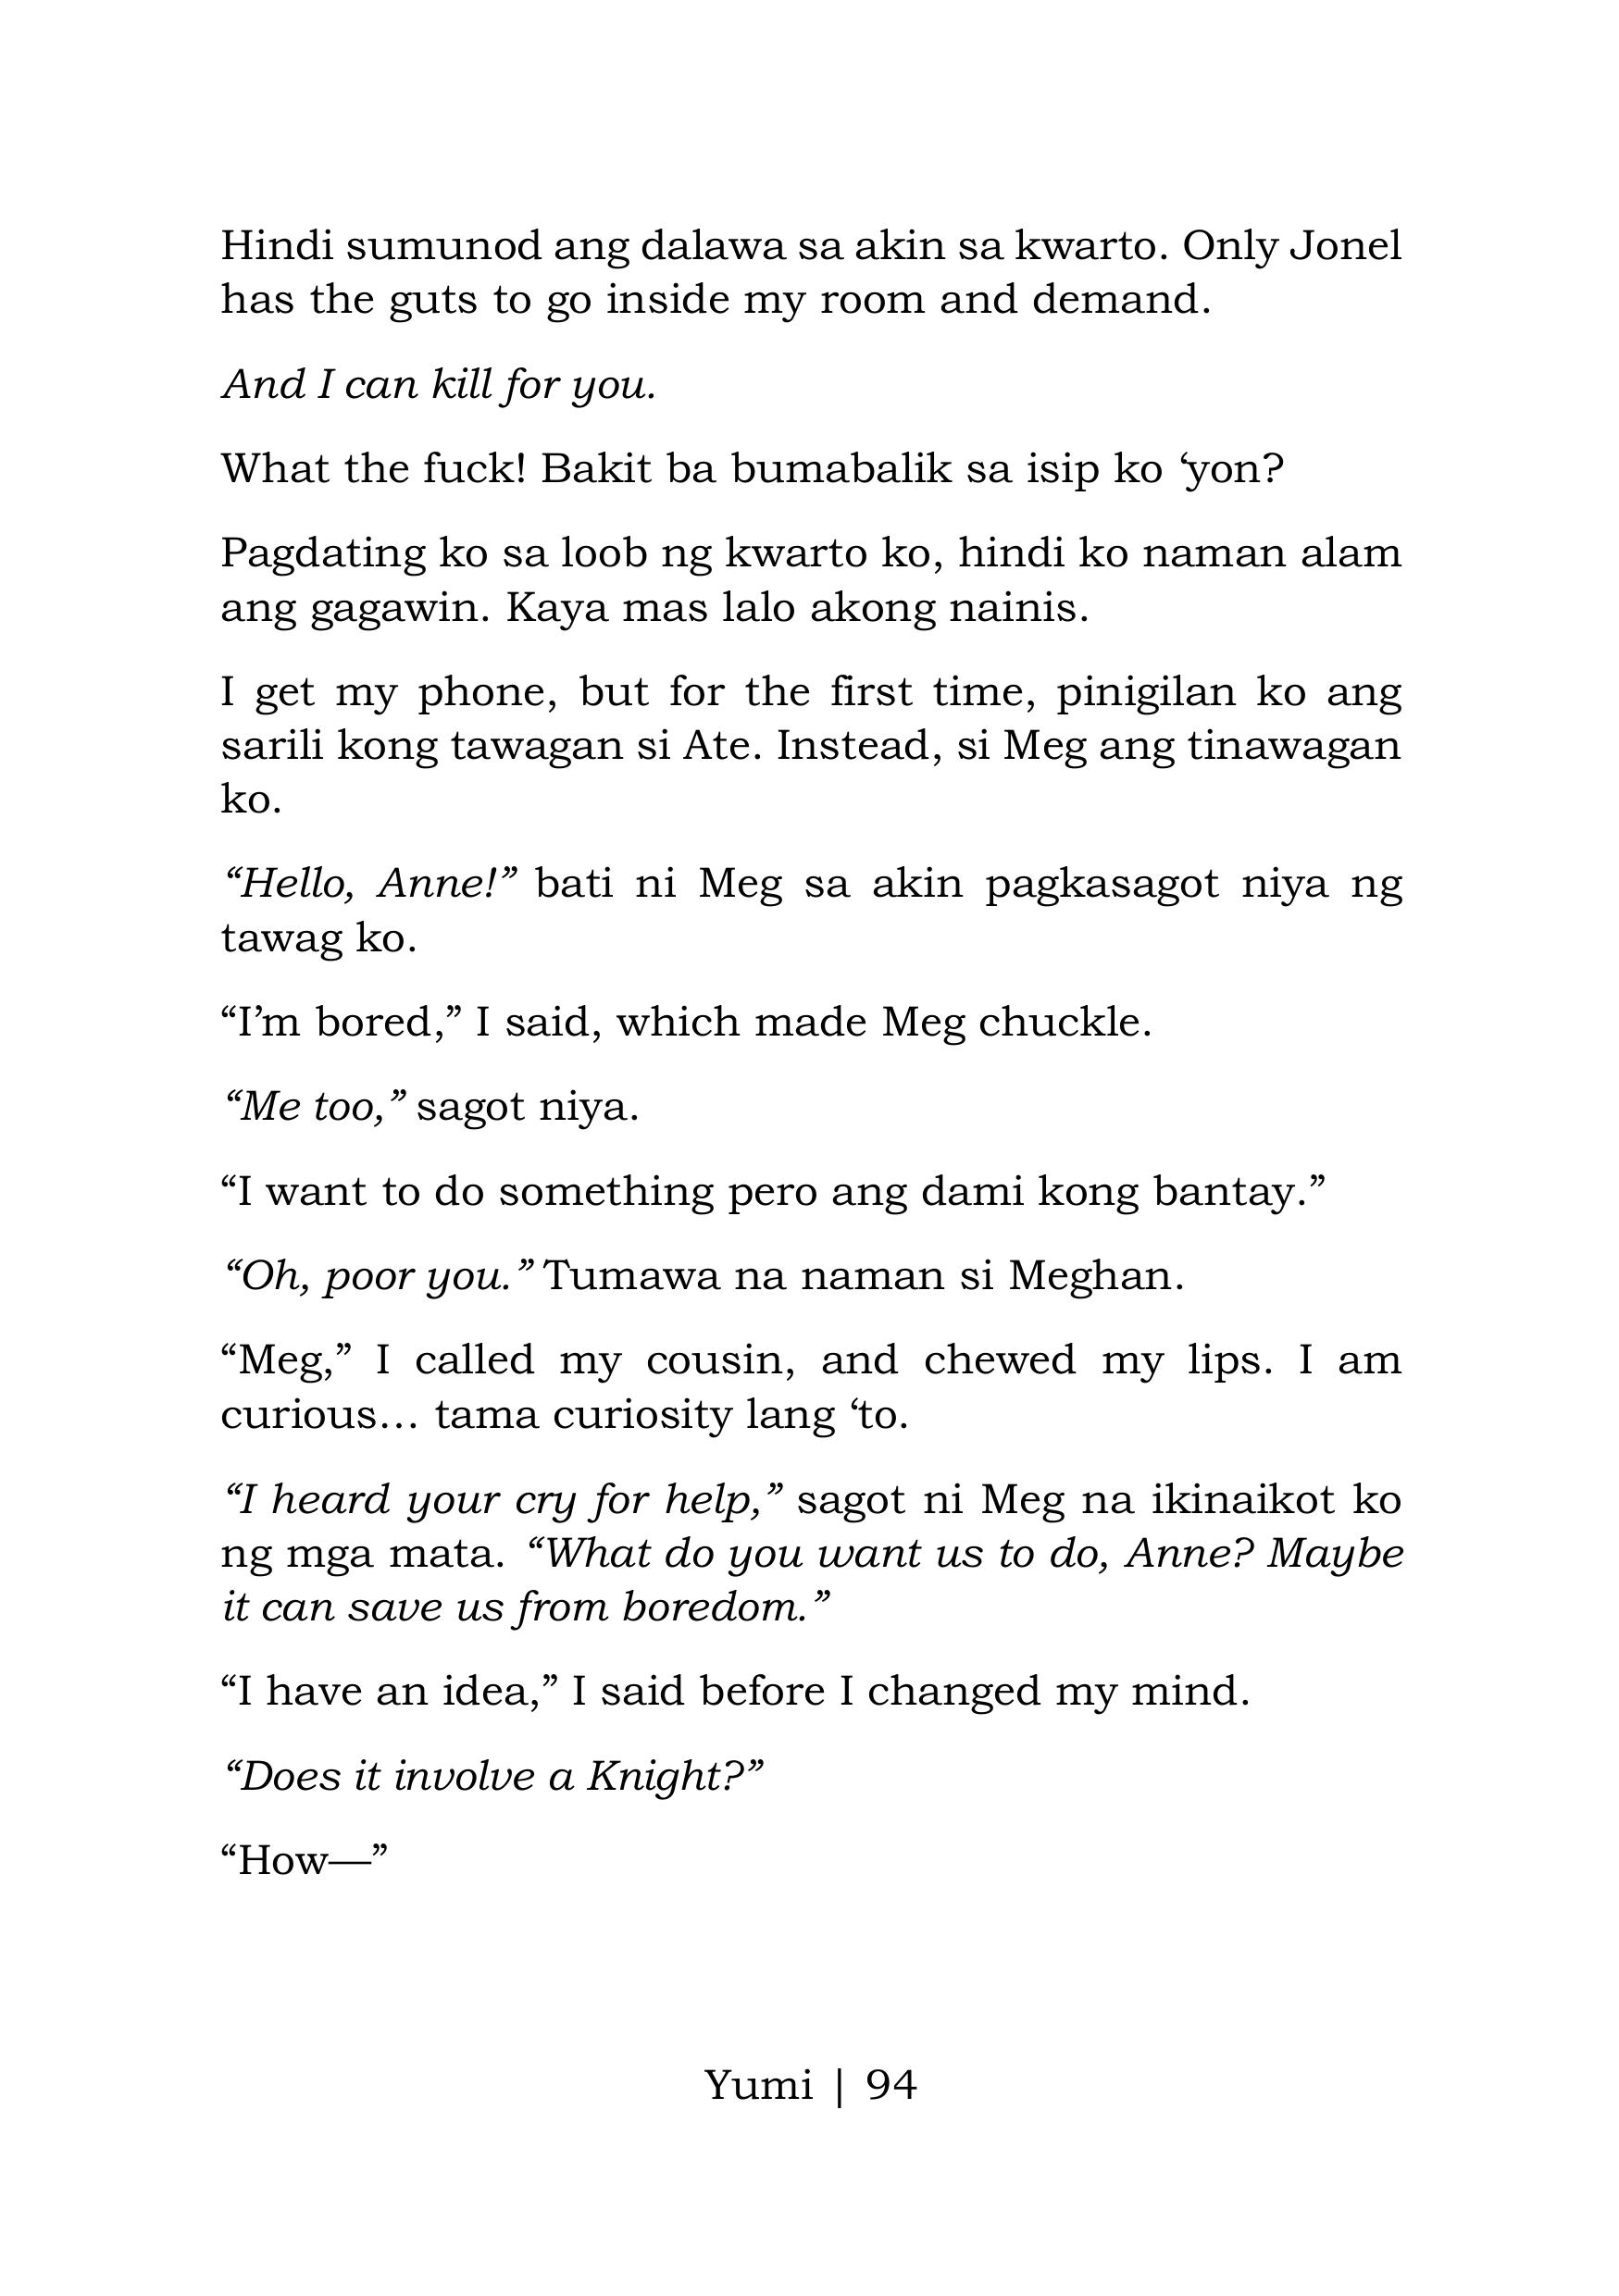 Hindi sumunod ang dalawa sa akin sa kwarto. Only Jonel
has the guts to go inside my room and demand.
And I can kill for you.
What the fuck! Bakit ba bumabalik sa isip ko ‘yon?
Pagdating ko sa loob ng kwarto ko, hindi ko naman alam
ang gagawin. Kaya mas lalo akong nainis.
I get my phone, but for the first time, pinigilan ko ang
sarili kong tawagan si Ate. Instead, si Meg ang tinawagan
ko.
“Hello, Anne!” bati ni Meg sa akin pagkasagot niya ng
tawag ko.
“I’m bored,” I said, which made Meg chuckle.
“Me too,” sagot niya.
“I want to do something pero ang dami kong bantay.”
“Oh, poor you.” Tumawa na naman si Meghan.
“Meg,” I called my cousin, and chewed my lips. I am
curious… tama curiosity lang ‘to.
“I heard your cry for help,” sagot ni Meg na ikinaikot ko
ng mga mata. “What do you want us to do, Anne? Maybe
it can save us from boredom.”
“I have an idea,” I said before I changed my mind.
“Does it involve a Knight?”
“How—”
Yumi | 94